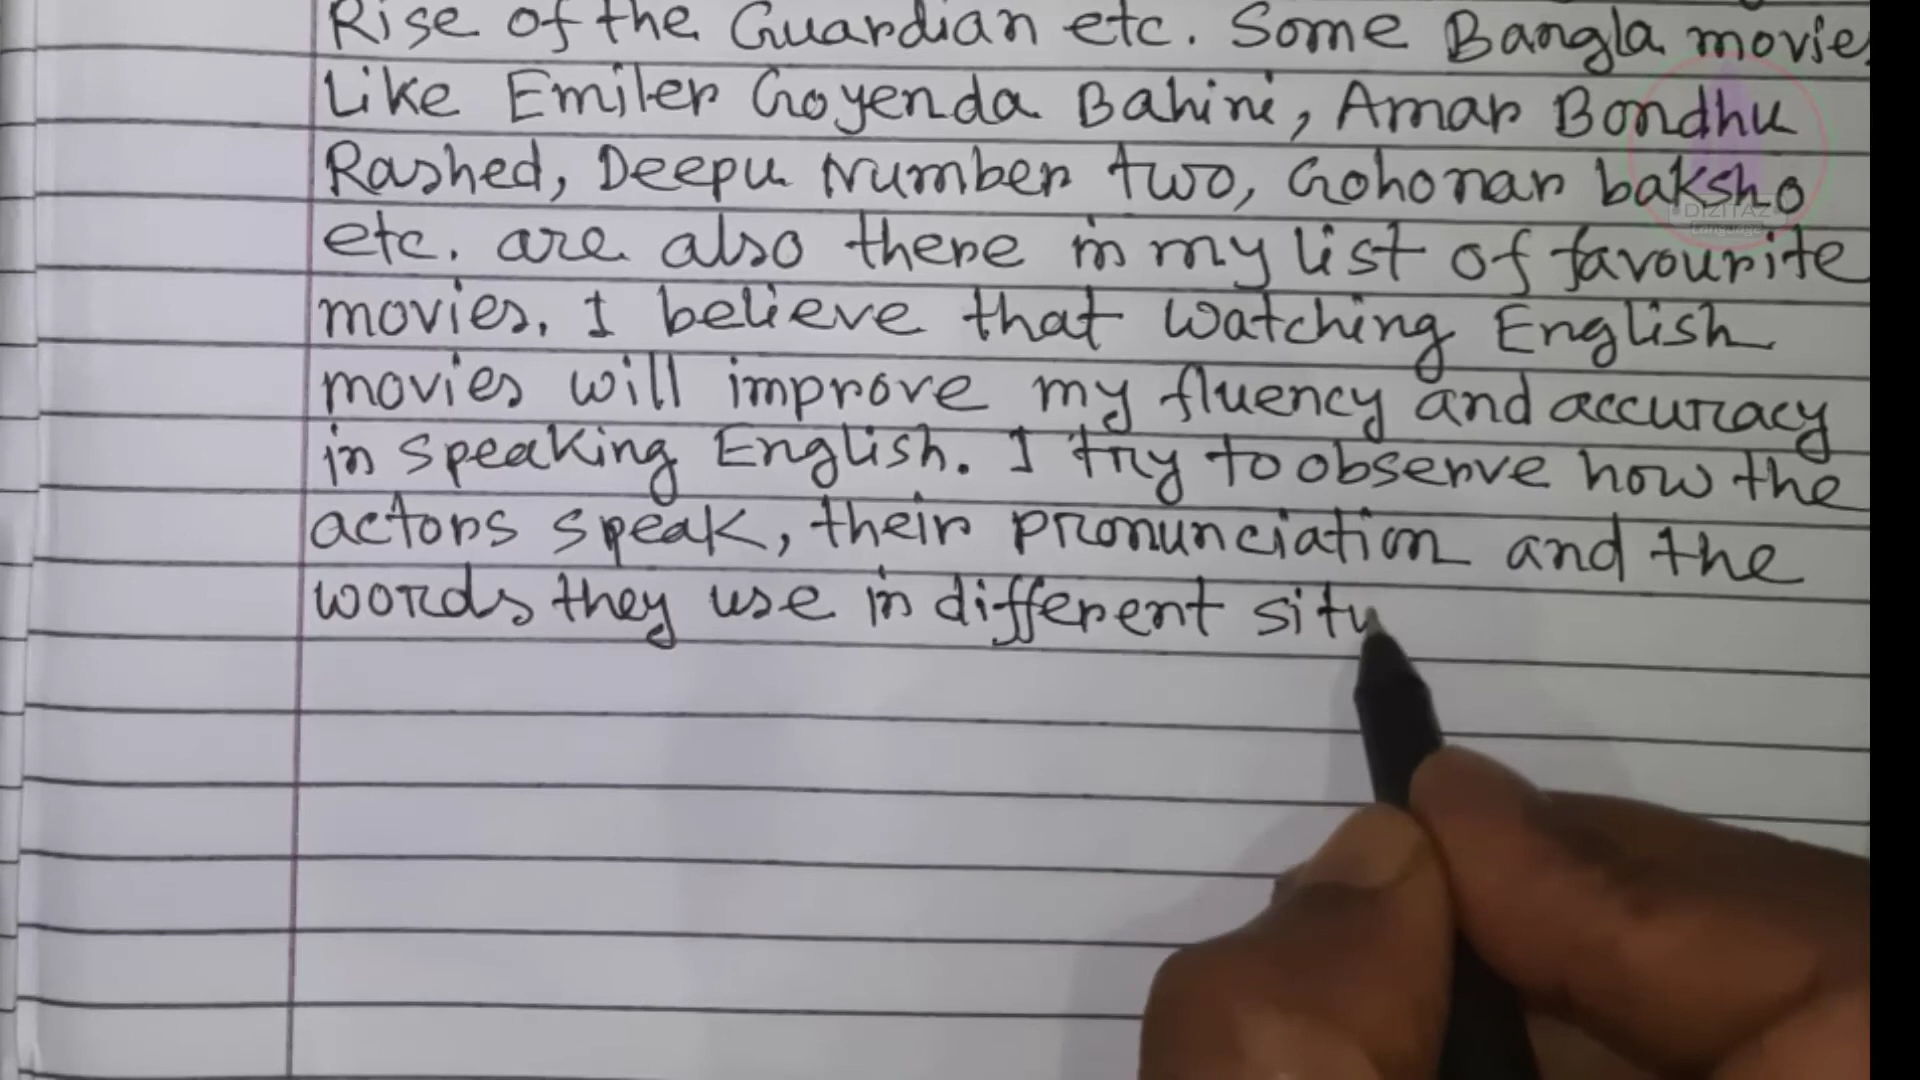 Rise of the Guardian etc. Some Bangla movie
Like Emiler Goyenda Bahini, Amar Bondhu
Rashed, Deepu Number two, Gohonar baksho
etc. are also there in my list of favourite
movies. I believe that watching English
movies will improve my fluency and accuracy
in speaking English. I try to observe how the
actors speak, their pronunciation and the
words they use in different situ
DIZITAZ
Language